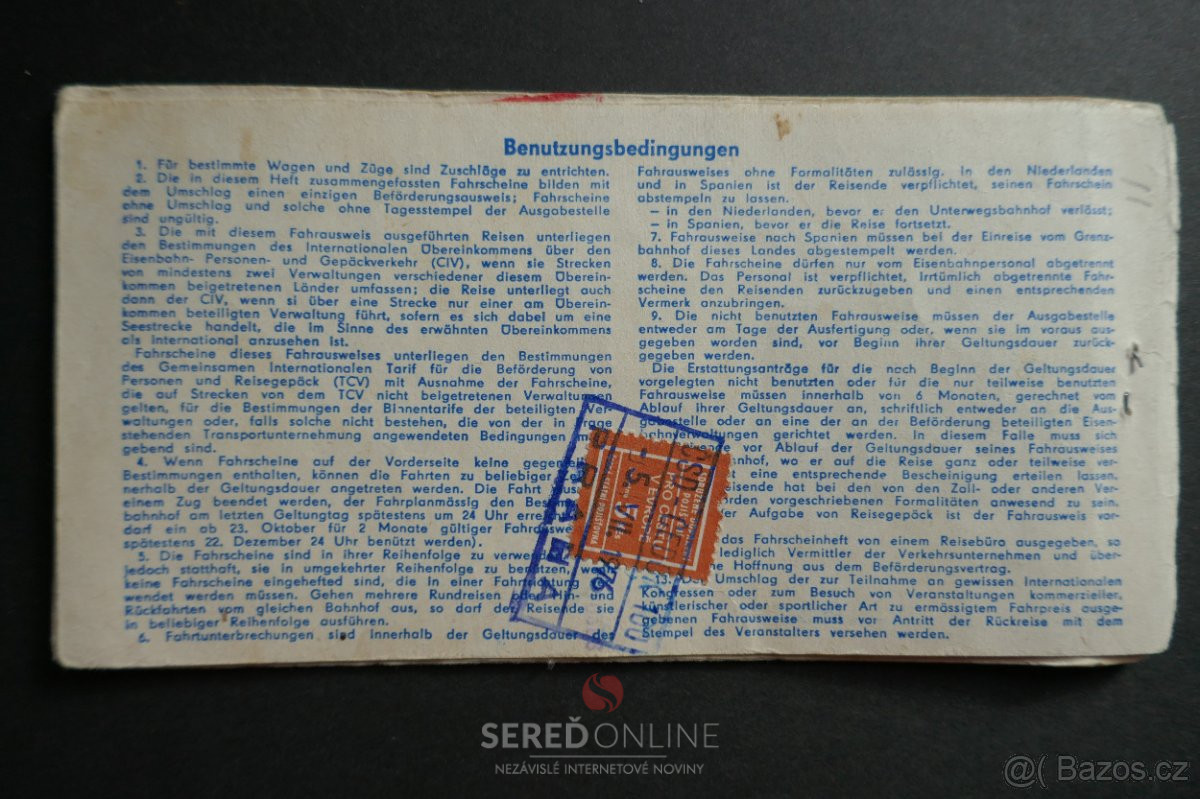 Benutzungsbedingungen
1. Für bestimmte Wagen und Züge sind Zuschläge zu entrichten.
2. Die in diesem Heft zusammengefassten Fahrscheine bilden mit
dem Umschlag einen einzigen Beförderungsausweis; Fahrscheine
ohne Umschlag und solche ohne Tagesstempel der Ausgabestelle
sind ungültig.
3. Die mit diesem Fahrausweis ausgeführten Reisen unterliegen
den Bestimmungen des Internationalen Übereinkommens über den
Eisenbahn- Personen- und Gepäckverkehr (CIV), wenn sie Strecken
von mindestens zwei Verwaltungen verschiedener diesem Überein-
kommen beigetretenen Länder umfassen; die Reise unterliegt auch
dann der CIV, wenn si über eine Strecke nur einer am Überein-
kommen beteiligten Verwaltung führt, sofern es sich dabei um eine
Seestrecke handelt, die im Sinne des erwähnten Übereinkommens
als International anzusehen ist.
Fahrscheine dieses Fahrausweises unterliegen den Bestimmungen
des Gemeinsamen Internationalen Tarif für die Beförderung von
Personen und Reisegepäck (TCV) mit Ausnahme der Fahrscheine,
die auf Strecken von dem TCV nicht beigetretenen Verwaltungen
gelten, für die Bestimmungen der Binnentarife der beteiligten Ver-
waltungen oder, falls solche nicht bestehen, die von der in Frage
stehenden Transportunternehmung angewendeten Bedingungen
gebend sind.
4. Wenn Fahrscheine auf der Vorderseite keine
Bestimmungen enthalten, können die Fahrten zu beliebiger
nerhalb der Geltungsdauer angetreten werden. Die Fahrt
einem Zug beendet werden, der Fahrplanmässig den
bahnhof am letzten Geltungstag spätestens um 24 Uhr
darf ein ab 23. Oktober für 2 Monate gültiger
spätestens 22. Dezember 24 Uhr benützt werden).
5. Die Fahrscheine sind in ihrer Reihenfolge zu
jedoch statthaft, sie in umgekehrter Reihenfolge zu benützen,
keine Fahrscheine eingehefted sind, die in einer Fahrrichtung
wendet werden müssen. Gehen mehrere Rundreisen oder Hin- und
Rückfahrten vom gleichen Bahnhof aus, so darf der Reisende sie
in beliebiger Reihenfolge ausführen.
6. Fahrtunterbrechungen sind innerhalb der Geltungsdauer des
Fahrausweises ohne Formalitäten zulässig. In den Niederlanden
und in Spanien ist der Reisende verpflichtet, seinen Fahrschein
abstempeln zu lassen.
– in den Niederlanden, bevor er den Unterwegsbahnhof verlässt;
– in Spanien, bevor er die Reise fortsetzt.
7. Fahrausweise nach Spanien müssen bei der Einreise vom Grenz-
bahnhof dieses Landes abgestempelt werden.
8. Die Fahrscheine dürfen nur vom Eisenbahnpersonal abgetrennt
werden. Das Personal ist verpflichtet, Irrtümlich abgetrennte Fahr-
scheine den Reisenden zurückzugeben und einen entsprechenden
Vermerk anzubringen.
9. Die nicht benutzten Fahrausweise müssen der Ausgabestelle
entweder am Tage der Ausfertigung oder, wenn sie im voraus aus-
gegeben worden sind, vor Beginn ihrer Geltungsdauer zurück-
gegeben werden.
Die Erstattungsanträge für die nach Beginn der Geltungsdauer
vorgelegten nicht benutzten oder für die nur teilweise benutzten
Fahrausweise müssen innerhalb von 6 Monaten, gerechnet vom
Ablauf ihrer Geltungsdauer an, schriftlich entweder an die Aus-
gabestelle oder an eine der an der Beförderung beteiligten Eisen-
bahnverwaltungen gerichtet werden. In diesem Falle muss sich
vor Ablauf der Geltungsdauer seines Fahrausweises
wo er auf die Reise ganz oder teilweise ver-
eine entsprechende Bescheinigung erteilen lassen.
hat bei den von den Zoll- oder anderen Ver-
vorgeschriebenen Formalitäten anwesend
der Aufgabe von Reisegepäck ist der Fahrausweis vor-
das Fahrscheinheft von einem Reisebüro ausgegeben, so
lediglich Vermittler der Verkehrsunternehmen und über-
Hoffnung aus dem Beförderungsvertrag.
13. Der Umschlag der zur Teilnahme an gewissen Internationalen
Kongressen oder zum Besuch von Veranstaltungen kommerzieller,
oder sportlicher Art zu ermässigtem Fahrpreis ausge-
gebenen Fahrausweise muss vor Antritt der Rückreise mit dem
Stempel des Veranstalters versehen werden.
- 5. VII. 1976
SEREĎ ONLINE
NEZÁVISLÉ INTERNETOVÉ NOVINY
@( Bazos.cz